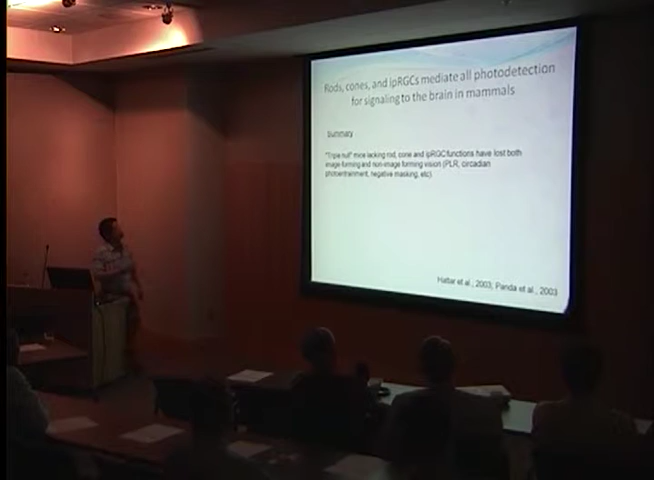 Rods, cones, and ipRGCs mediate all photodetection
for signaling to the brain in mammals
Summary
"Triple null" mice lacking rod, cone and ipRGC functions have lost both
image forming and non-image forming vision (PLR, circadian
photoentrainment, negative masking, etc)
Hattar et al., 2003; Panda et al., 2003